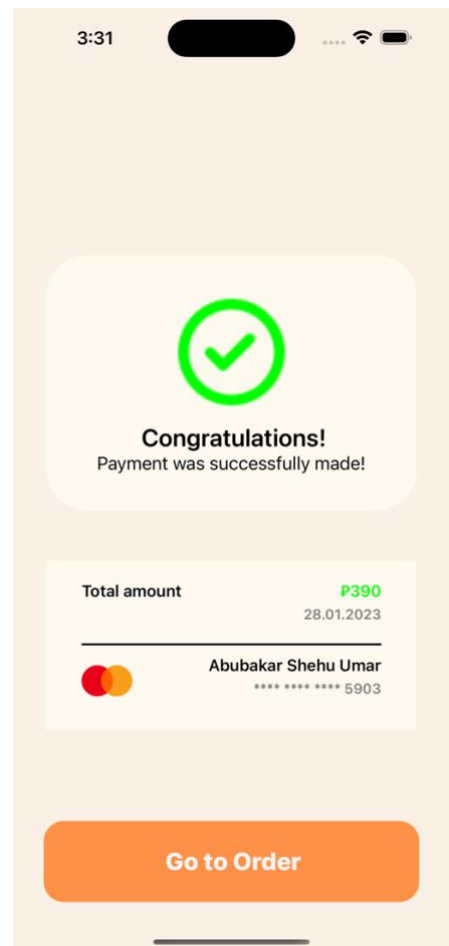 3:31
Congratulations!
Payment was successfully made!
Total amount ₽390
28.01.2023
Abubakar Shehu Umar
**** **** **** 5903
Go to Order